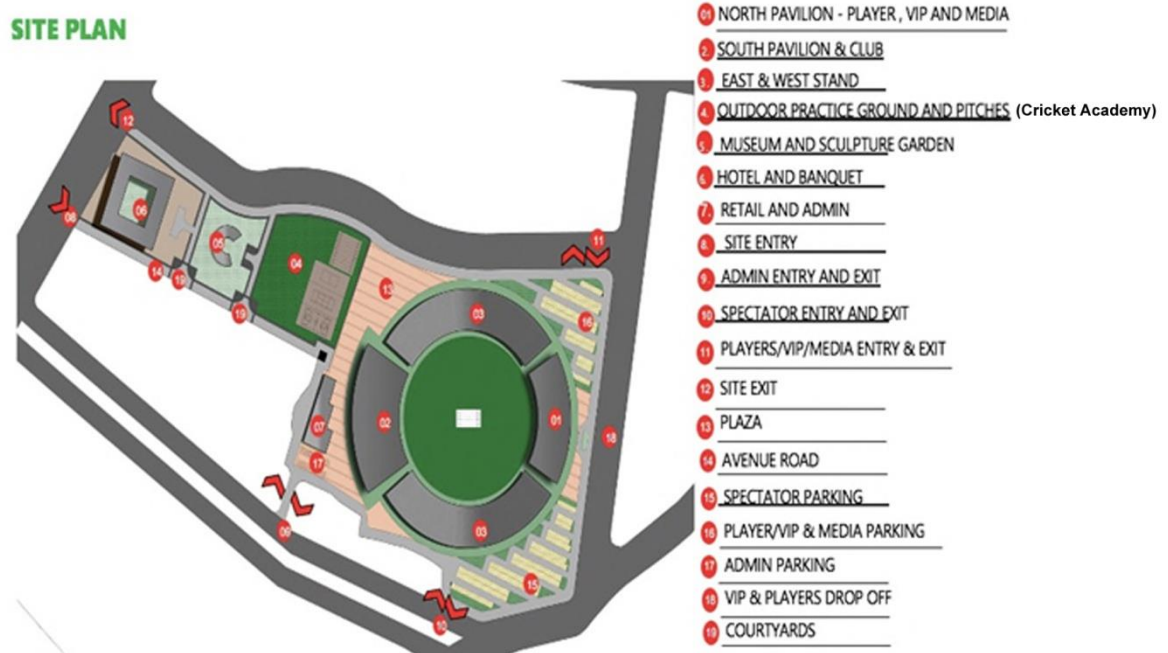 SITE PLAN
01 NORTH PAVILION - PLAYER , VIP AND MEDIA
2. SOUTH PAVILION & CLUB
3. EAST & WEST STAND
4. OUTDOOR PRACTICE GROUND AND PITCHES (Cricket Academy)
5. MUSEUM AND SCULPTURE GARDEN
6. HOTEL AND BANQUET
7. RETAIL AND ADMIN
8. SITE ENTRY
9. ADMIN ENTRY AND EXIT
10 SPECTATOR ENTRY AND EXIT
11 PLAYERS/VIP/MEDIA ENTRY & EXIT
12 SITE EXIT
13 PLAZA
14 AVENUE ROAD
15 SPECTATOR PARKING
16 PLAYER/VIP & MEDIA PARKING
17 ADMIN PARKING
18 VIP & PLAYERS DROP OFF
19 COURTYARDS
12
06
08
05
14
19
04
19
13
11
03
16
02
01
18
07
17
03
09
15
10